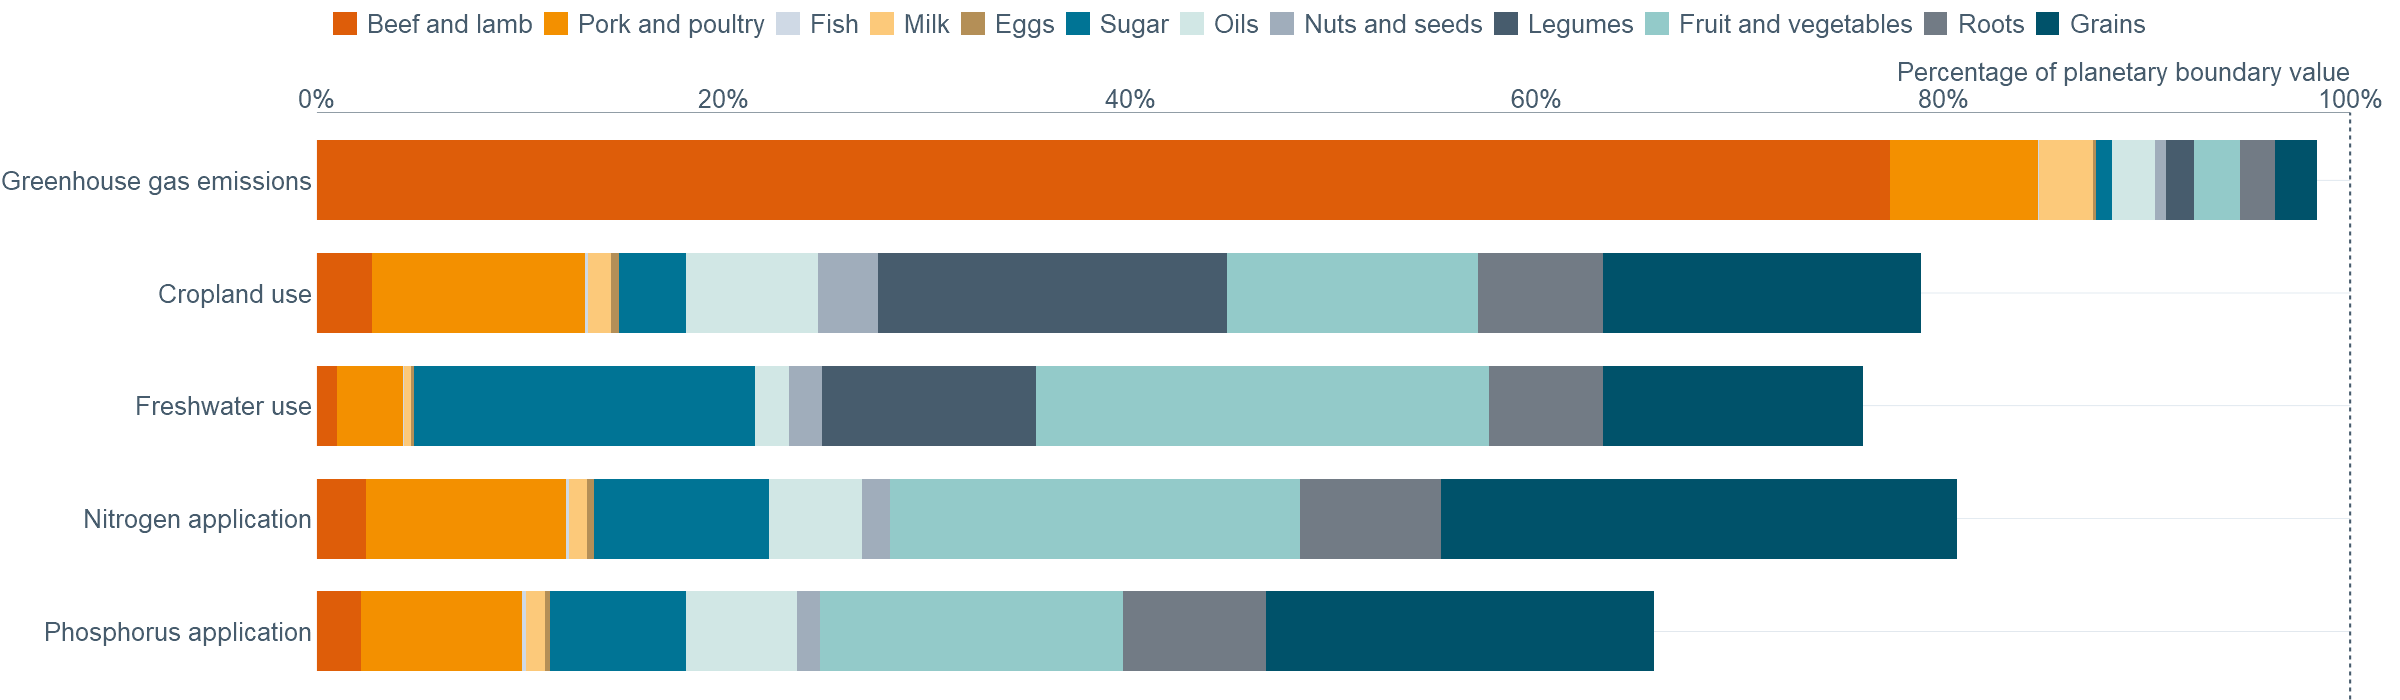 Beef and lamb Pork and poultry Fish Milk Eggs Sugar Oils Nuts and seeds Legumes Fruit and vegetables Roots Grains
Percentage of planetary boundary value
0% 20% 40% 60% 80% 100%
Greenhouse gas emissions
Cropland use
Freshwater use
Nitrogen application
Phosphorus application